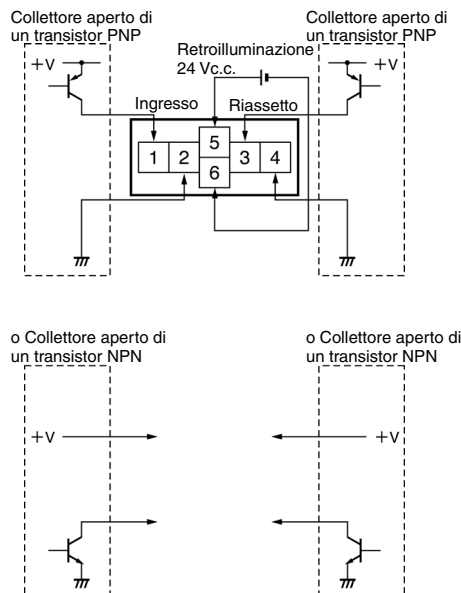 Collettore aperto di
un transistor PNP
Collettore aperto di
un transistor PNP
Retroilluminazione
24 Vc.c.
+V
+V
Ingresso
Riassetto
5
1 2 3 4
6
o Collettore aperto di
un transistor NPN
o Collettore aperto di
un transistor NPN
+V
+V